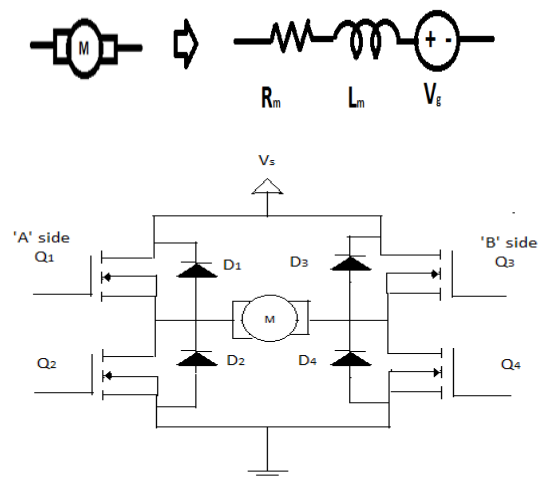 M
Rm Lm Vg
Vs
'A' side
Q1
D1
D3
'B' side
Q3
M
Q2
D2
D4
Q4